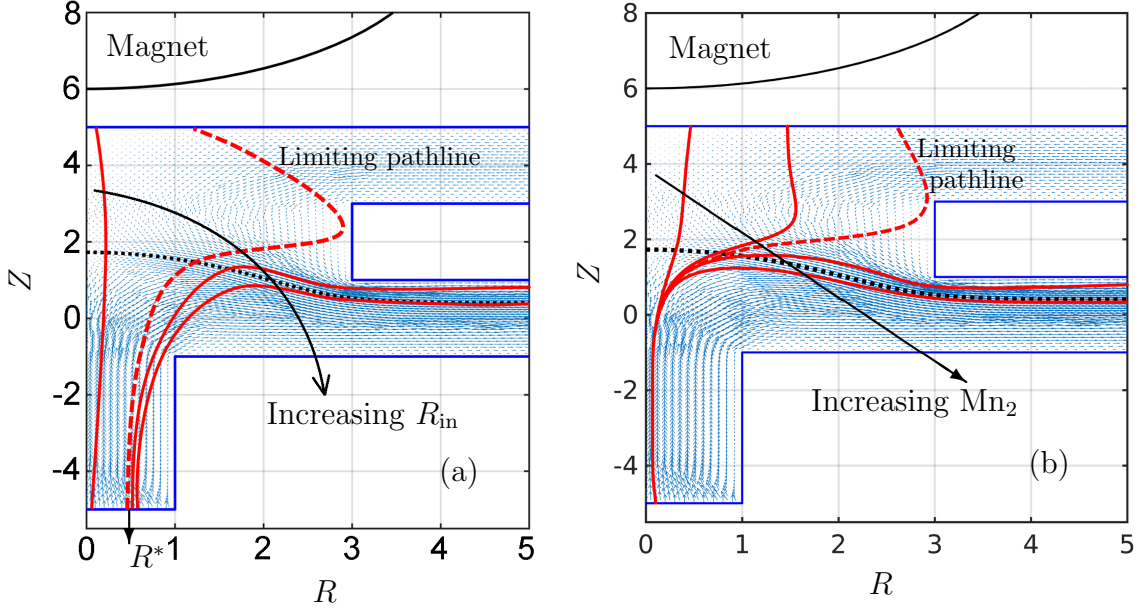 8
6
4
2
0
-2
-4
Z
Magnet
Limiting pathline
Increasing R_in
(a)
0 1 2 3 4 5
R*
R
8
6
4
2
0
-2
-4
Z
Magnet
Limiting
pathline
Increasing Mn_2
(b)
0 1 2 3 4 5
R